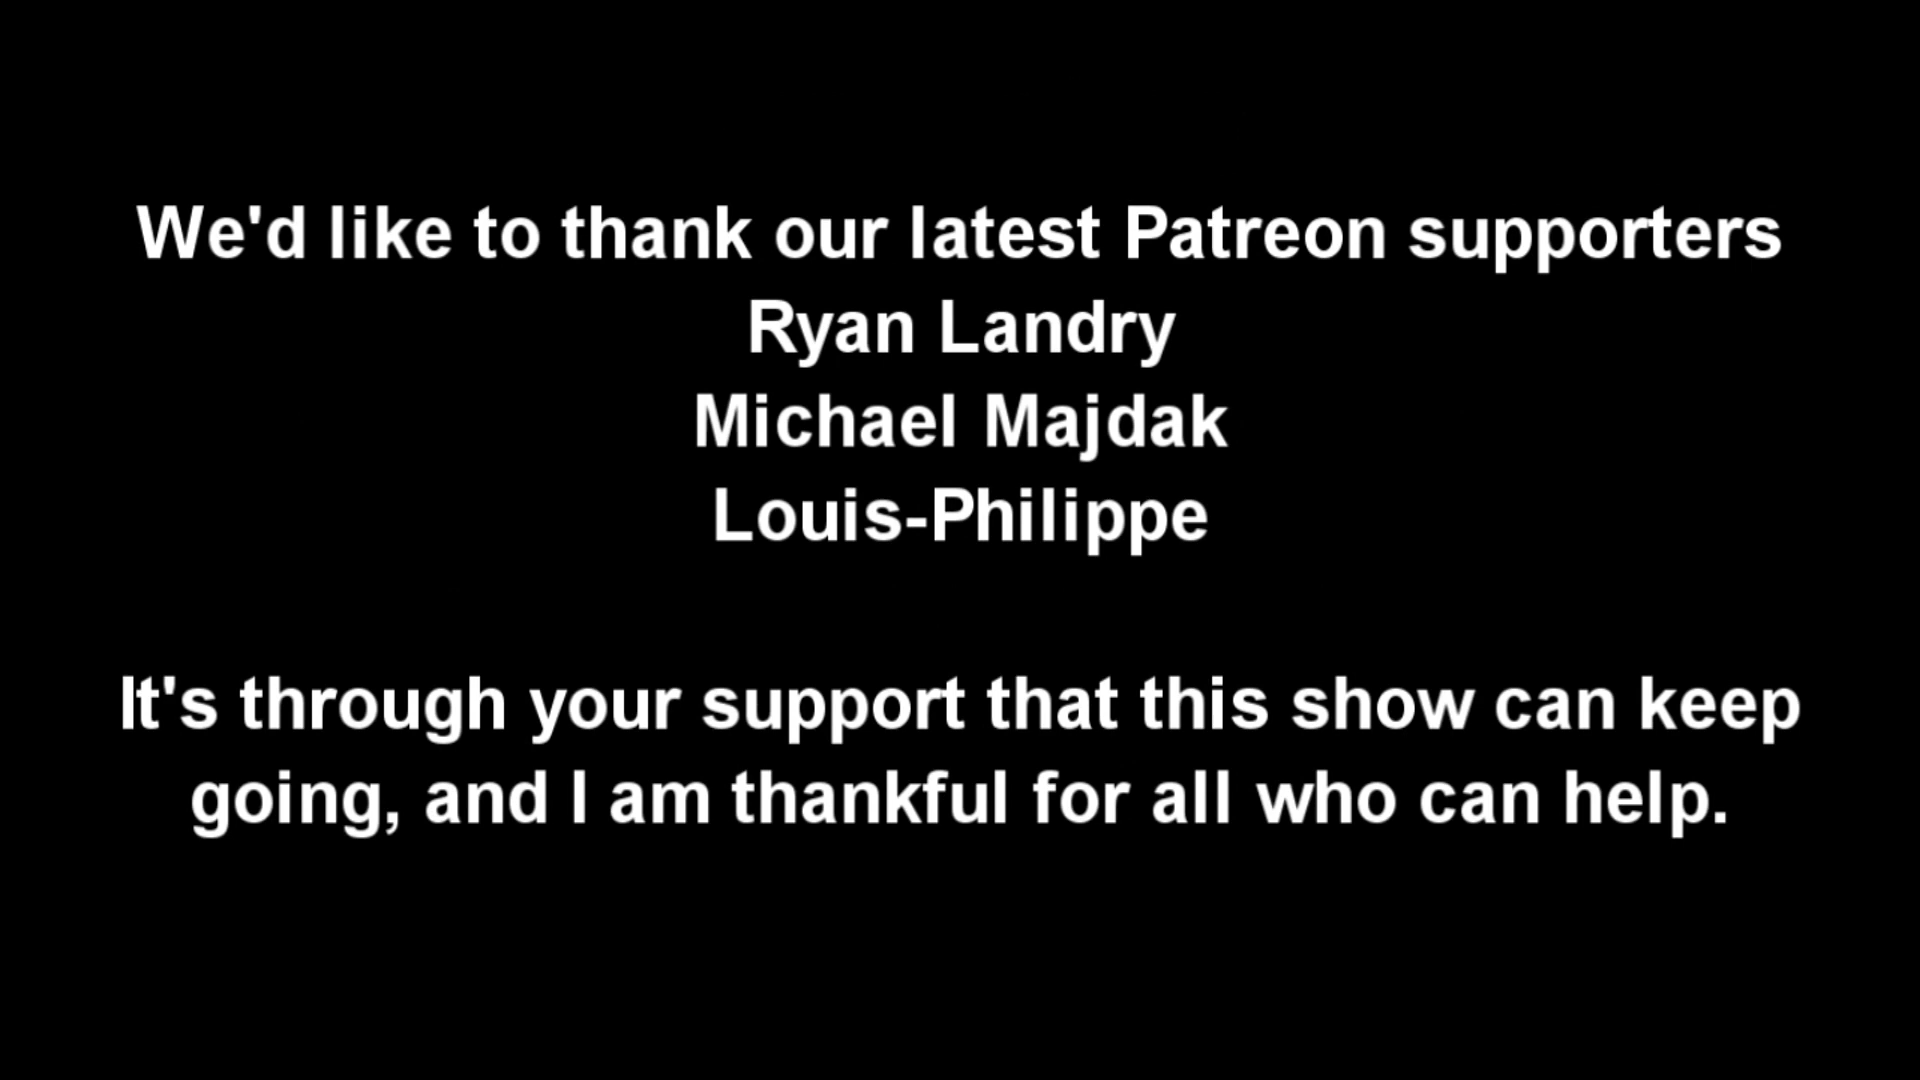 We'd like to thank our latest Patreon supporters
Ryan Landry
Michael Majdak
Louis-Philippe
It's through your support that this show can keep
going, and I am thankful for all who can help.